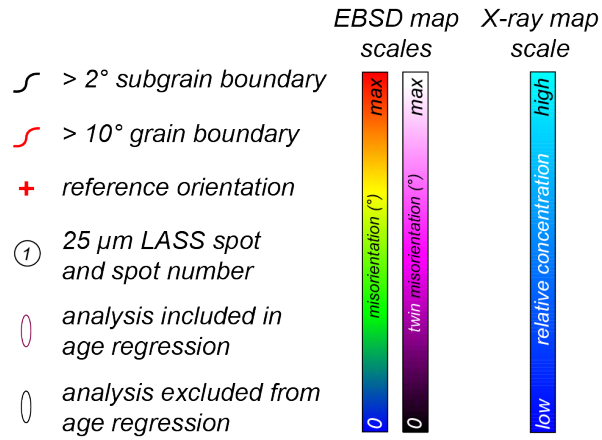 EBSD map
scales
X-ray map
scale
> 2° subgrain boundary
> 10° grain boundary
reference orientation
1
25 µm LASS spot
and spot number
analysis included in
age regression
analysis excluded from
age regression
max
misorientation (°)
0
max
twin misorientation (°)
0
high
relative concentration
low